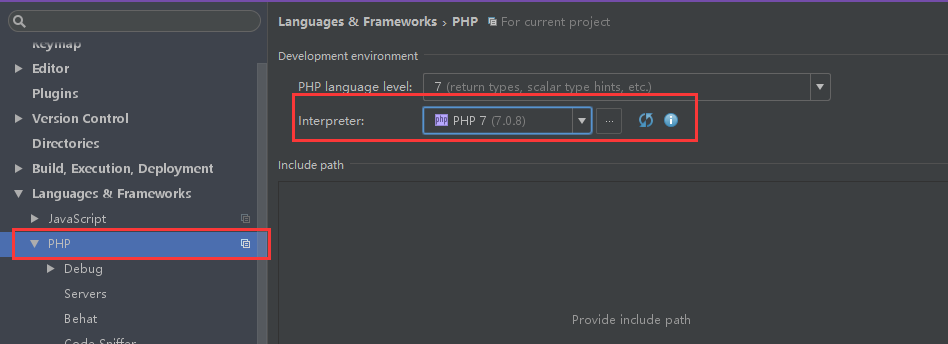 Keymap
Editor
Plugins
Version Control
Directories
Build, Execution, Deployment
Languages & Frameworks
JavaScript
PHP
Debug
Servers
Behat
Code Sniffer
Languages & Frameworks › PHP For current project
Development environment
PHP language level: 7 (return types, scalar type hints, etc.)
Interpreter: php PHP 7 (7.0.8) ...
Include path
Provide include path